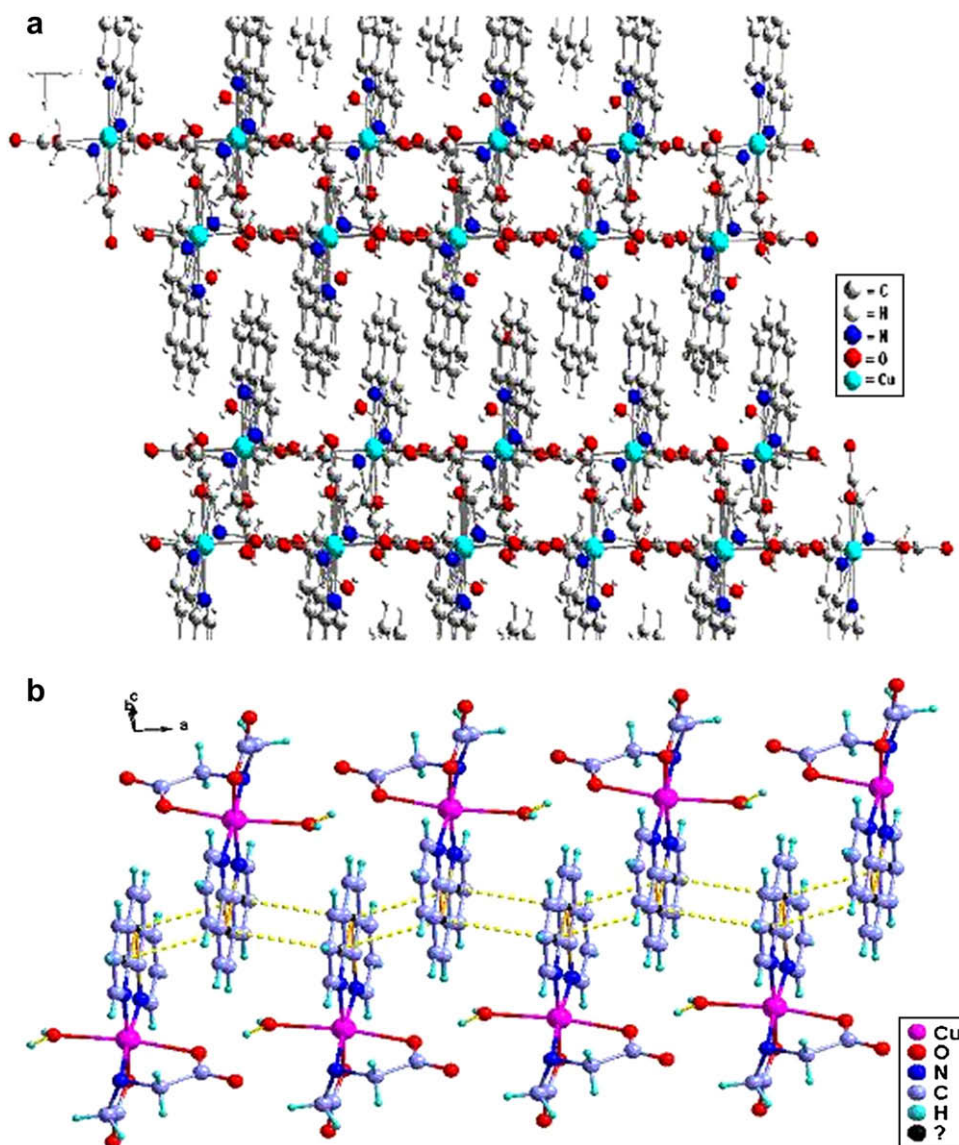 a
= C
= H
= N
= O
= Cu
b
c
b
a
Cu
O
N
C
H
?